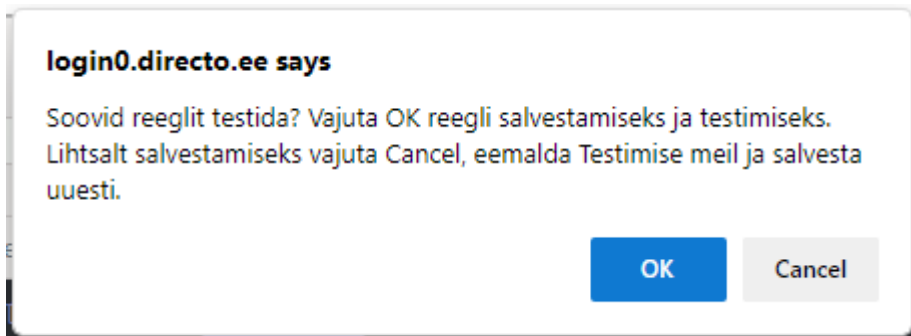 login0.directo.ee says
Soovid reeglit testida? Vajuta OK reegli salvestamiseks ja testimiseks.
Lihtsalt salvestamiseks vajuta Cancel, eemalda Testimise meil ja salvesta
uuesti.
OK Cancel